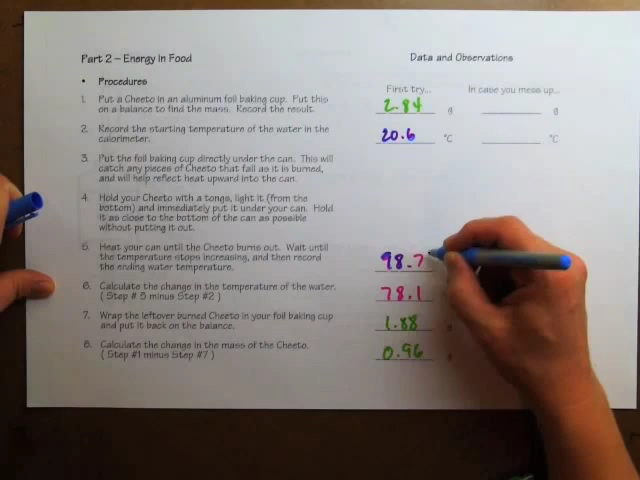 Part 2 – Energy In Food
Data and Observations
• Procedures
First try... In case you mess up...
1. Put a Cheeto in an aluminum foil baking cup. Put this
on a balance to find the mass. Record the result.
2.84 g ________ g
2. Record the starting temperature of the water in the
calorimeter.
20.6 °C ________ °C
3. Put the foil baking cup directly under the can. This will
catch any pieces of Cheeto that fall as it is burned,
and will help reflect heat upward into the can.
4. Hold your Cheeto with a tongs, light it (from the
bottom) and immediately put it under your can. Hold
it as close to the bottom of the can as possible
without putting it out.
5. Heat your can until the Cheeto burns out. Wait until
the temperature stops increasing, and then record
the ending water temperature.
98.7
6. Calculate the change in the temperature of the water.
( Step # 5 minus Step #2 )
78.1
7. Wrap the leftover burned Cheeto in your foil baking cup
and put it back on the balance.
1.88
8. Calculate the change in the mass of the Cheeto.
( Step #1 minus Step #7 )
0.96